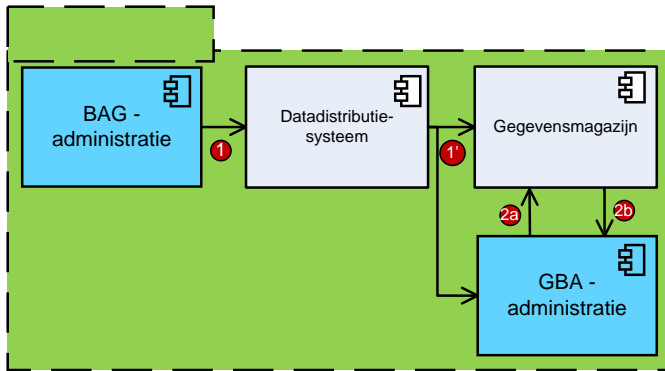 BAG -
administratie
Datadistributie-
systeem
Gegevensmagazijn
1
1'
2a
2b
GBA -
administratie